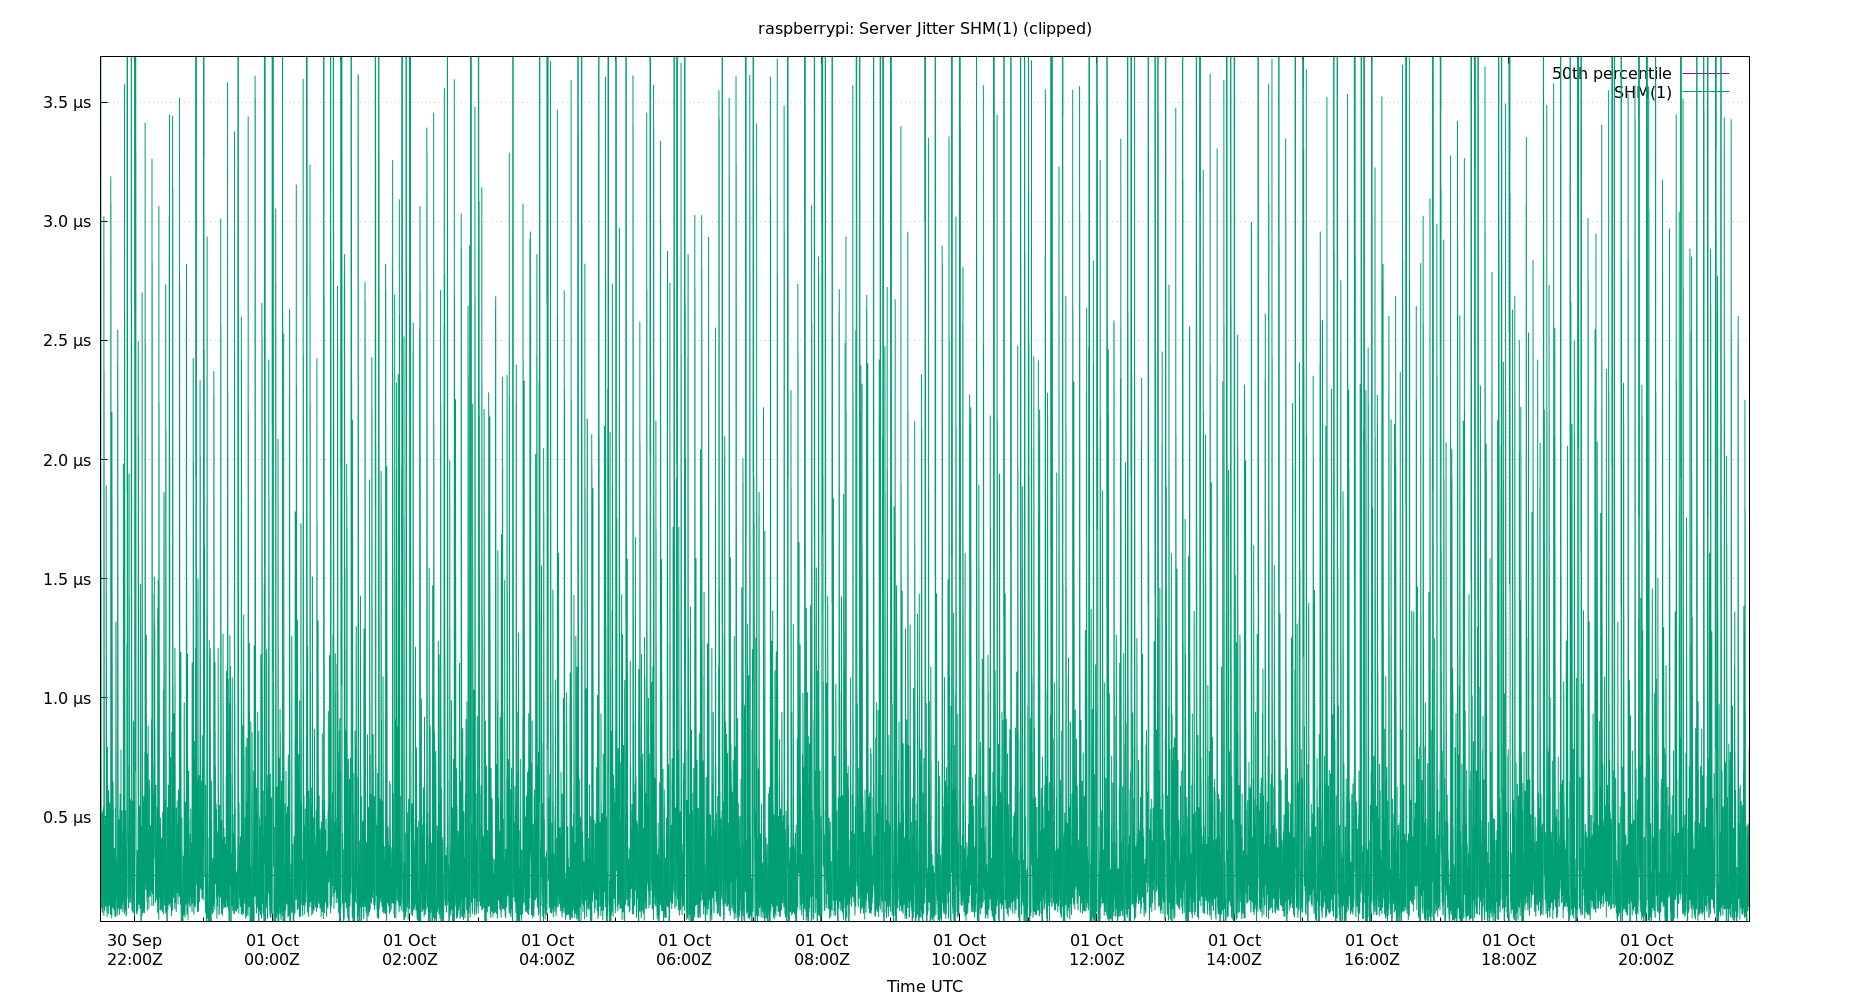 raspberrypi: Server Jitter SHM(1) (clipped)
50th percentile
SHM(1)
3.5 µs
3.0 µs
2.5 µs
2.0 µs
1.5 µs
1.0 µs
0.5 µs
30 Sep 01 Oct 01 Oct 01 Oct 01 Oct 01 Oct 01 Oct 01 Oct 01 Oct 01 Oct 01 Oct 01 Oct
22:00Z 00:00Z 02:00Z 04:00Z 06:00Z 08:00Z 10:00Z 12:00Z 14:00Z 16:00Z 18:00Z 20:00Z
Time UTC